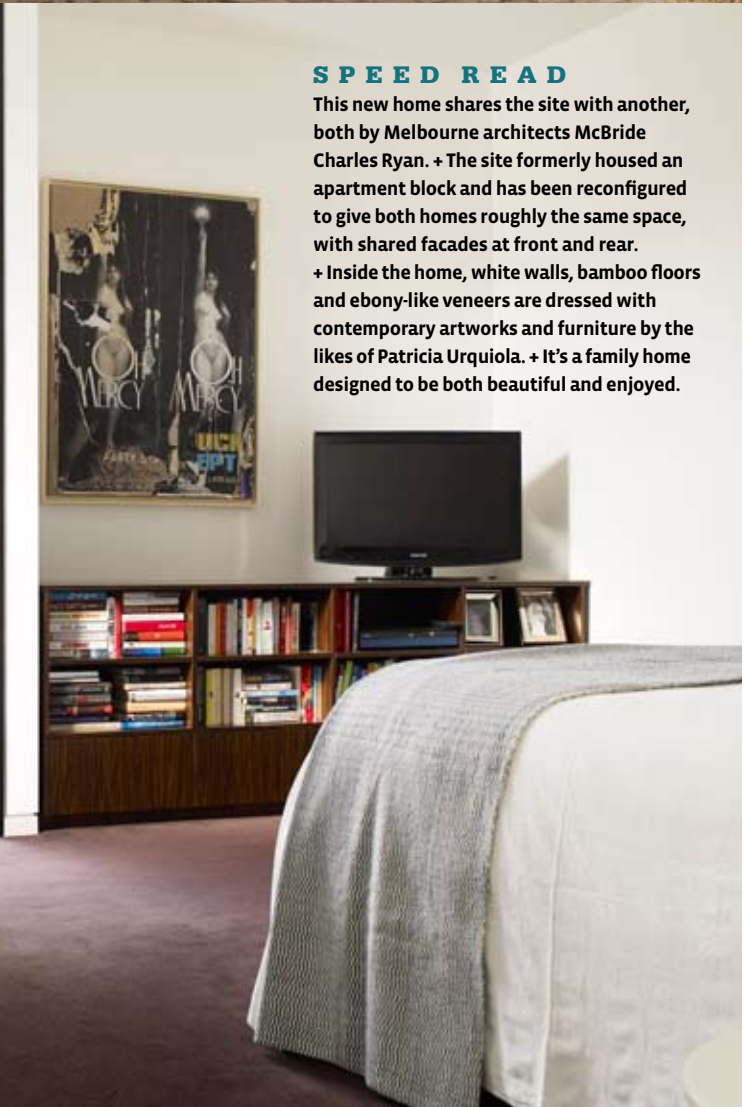 SPEED READ
This new home shares the site with another,
both by Melbourne architects McBride
Charles Ryan. + The site formerly housed an
apartment block and has been reconfigured
to give both homes roughly the same space,
with shared facades at front and rear.
+ Inside the home, white walls, bamboo floors
and ebony-like veneers are dressed with
contemporary artworks and furniture by the
likes of Patricia Urquiola. + It’s a family home
designed to be both beautiful and enjoyed.
OH OH
MERCY MERCY